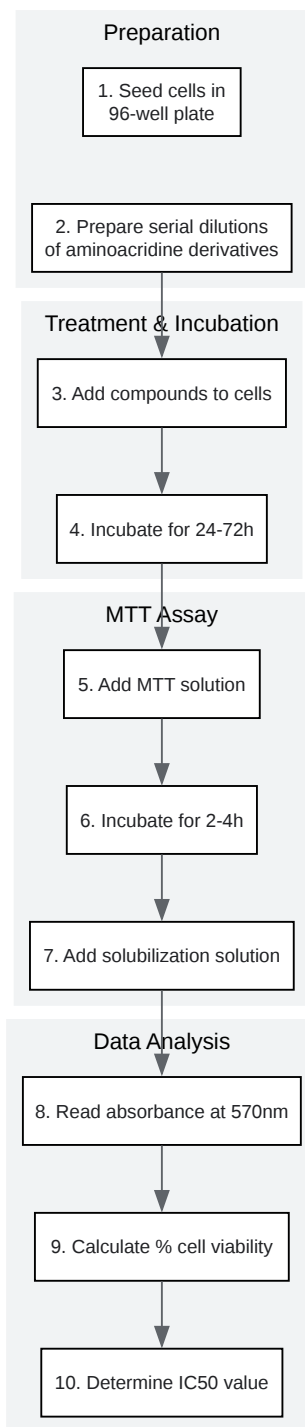 Preparation
1. Seed cells in
96-well plate
2. Prepare serial dilutions
of aminoacridine derivatives
Treatment & Incubation
3. Add compounds to cells
4. Incubate for 24-72h
MTT Assay
5. Add MTT solution
6. Incubate for 2-4h
7. Add solubilization solution
Data Analysis
8. Read absorbance at 570nm
9. Calculate % cell viability
10. Determine IC50 value